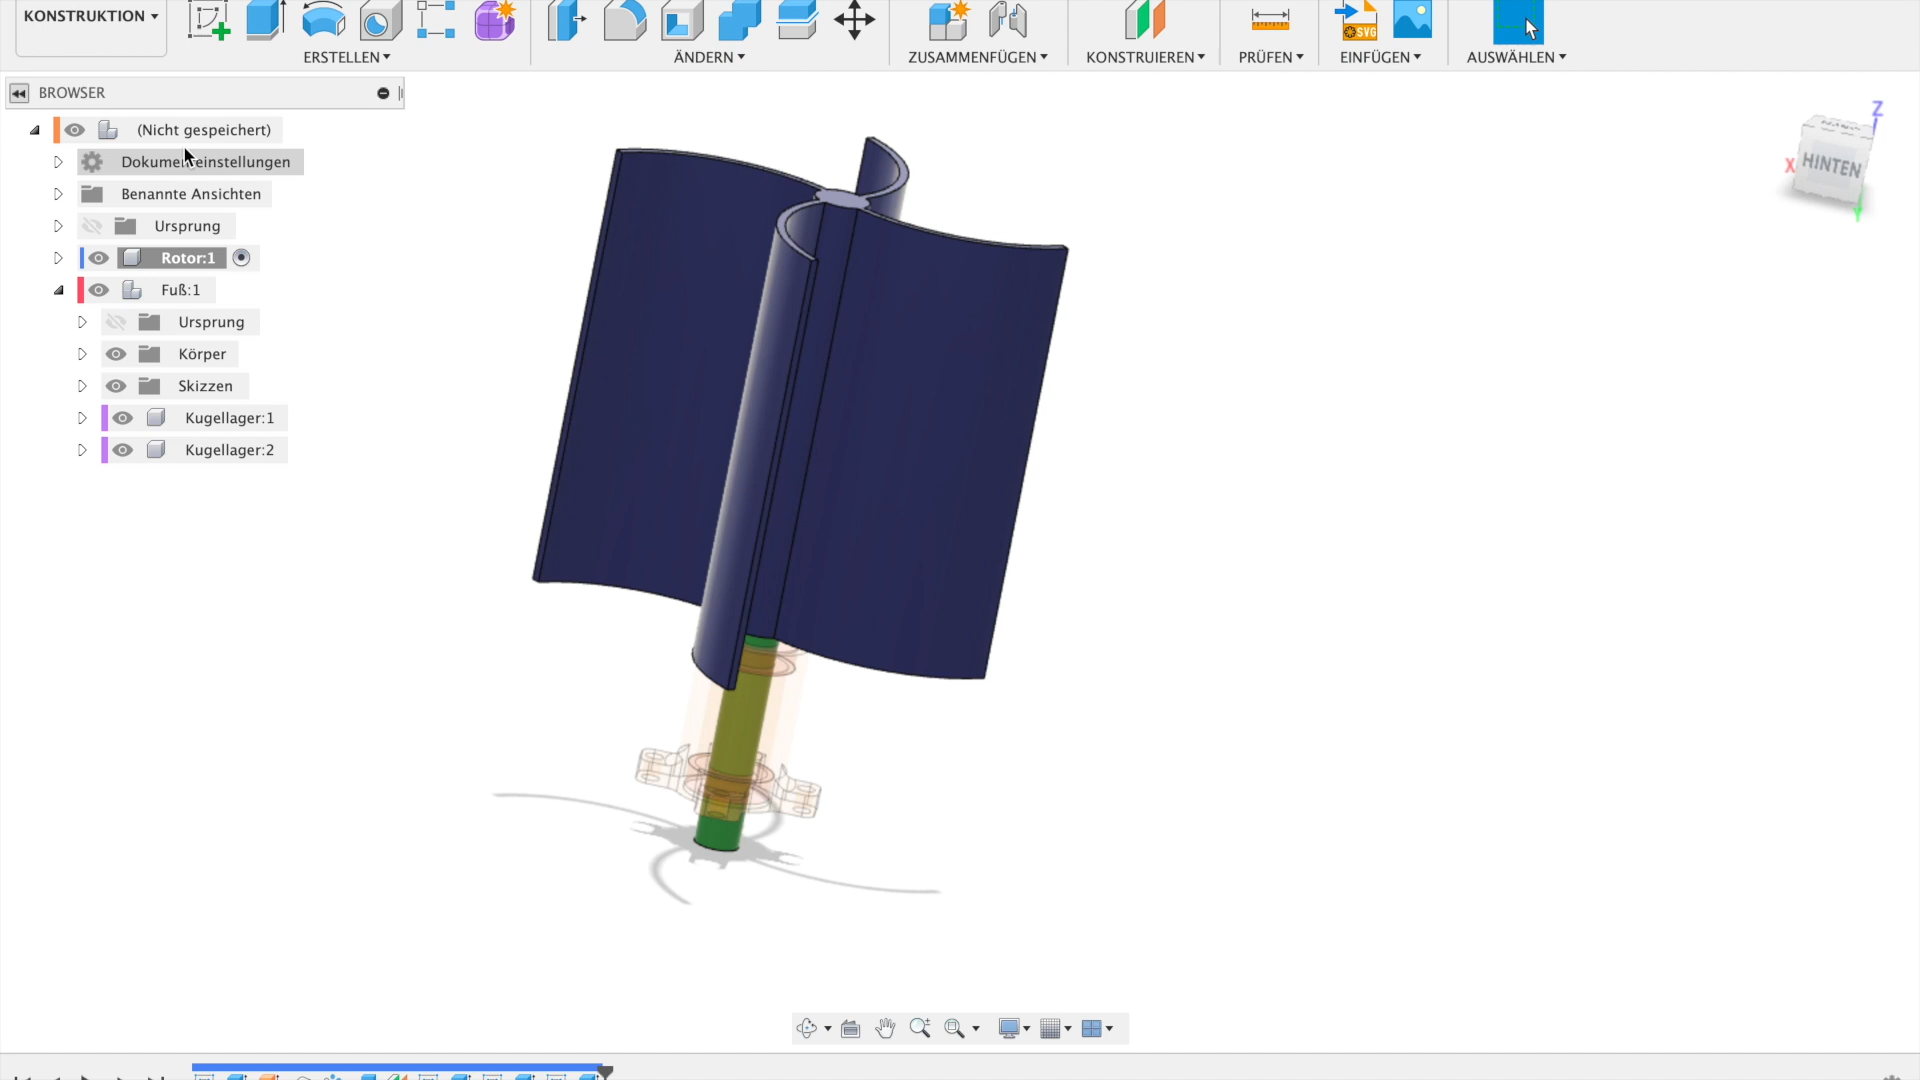 KONSTRUKTION
ERSTELLEN
ÄNDERN
ZUSAMMENFÜGEN
KONSTRUIEREN
PRÜFEN
SVG
EINFÜGEN
AUSWÄHLEN
BROWSER
(Nicht gespeichert)
Dokumenteinstellungen
Benannte Ansichten
Ursprung
Rotor:1
Fuß:1
Ursprung
Körper
Skizzen
Kugellager:1
Kugellager:2
Z
X
HINTEN